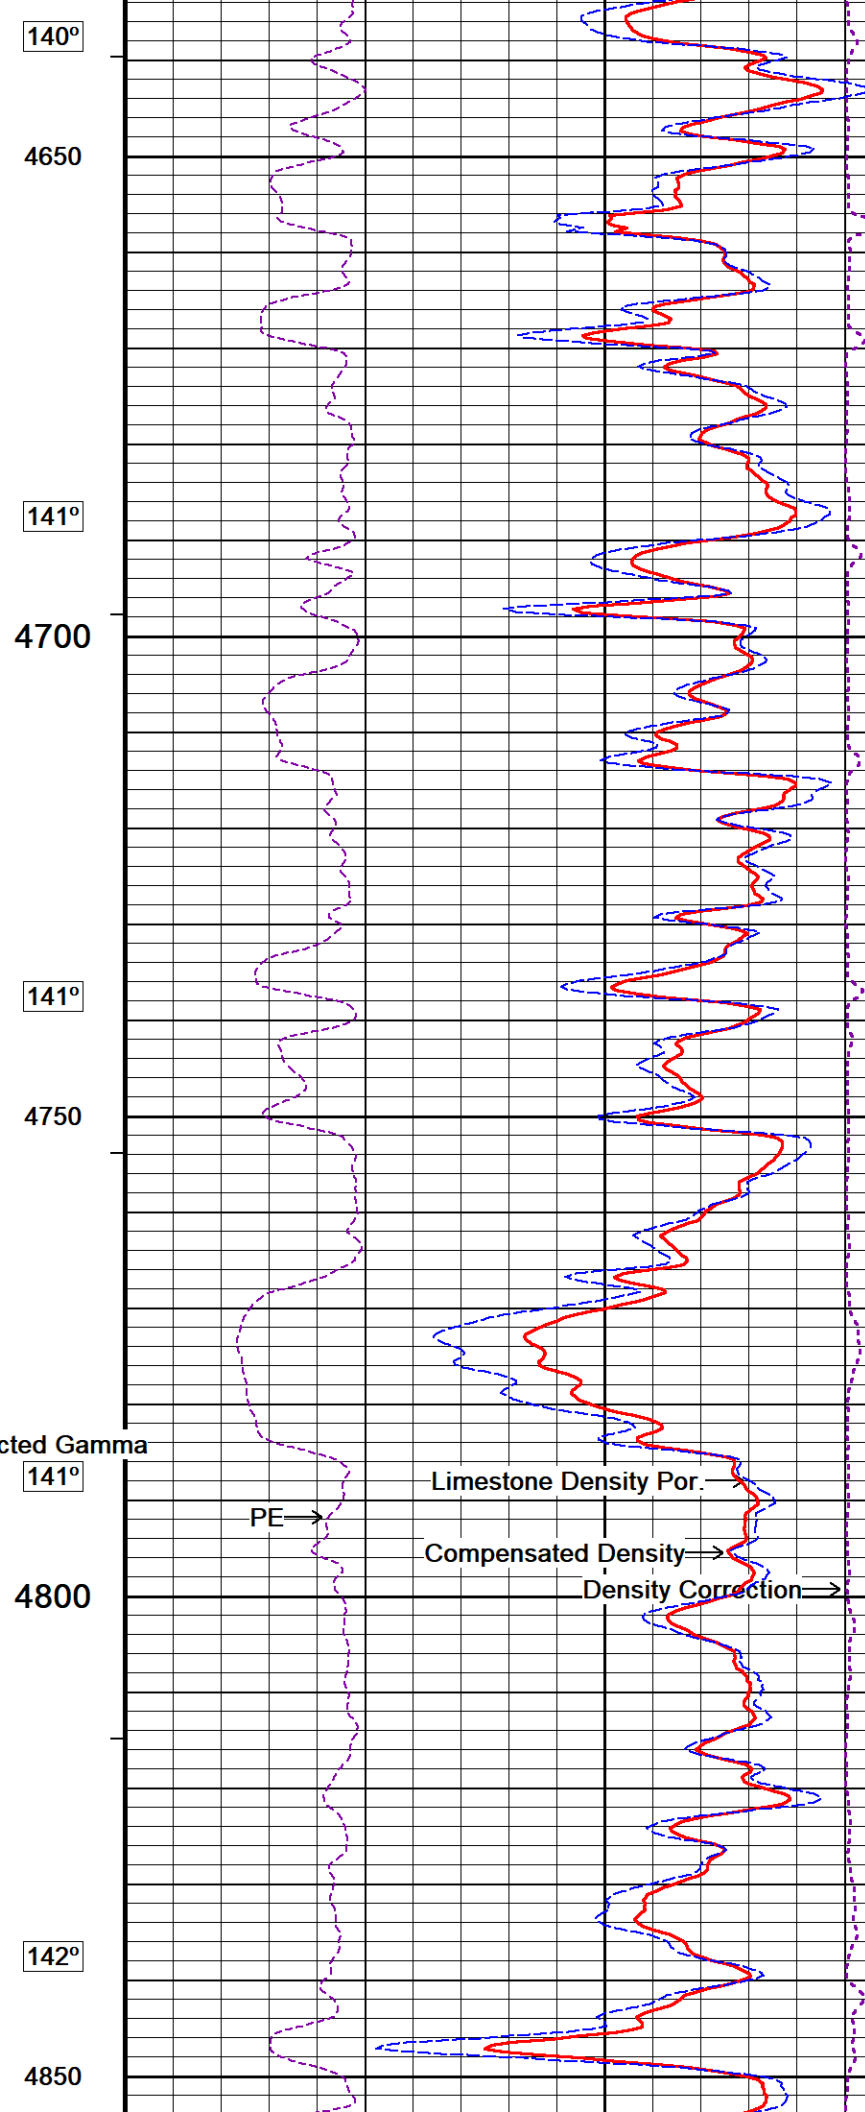 140º
4650
141º
4700
141º
4750
cted Gamma
141º
Limestone Density Por.
PE
Compensated Density
Density Correction
4800
142º
4850